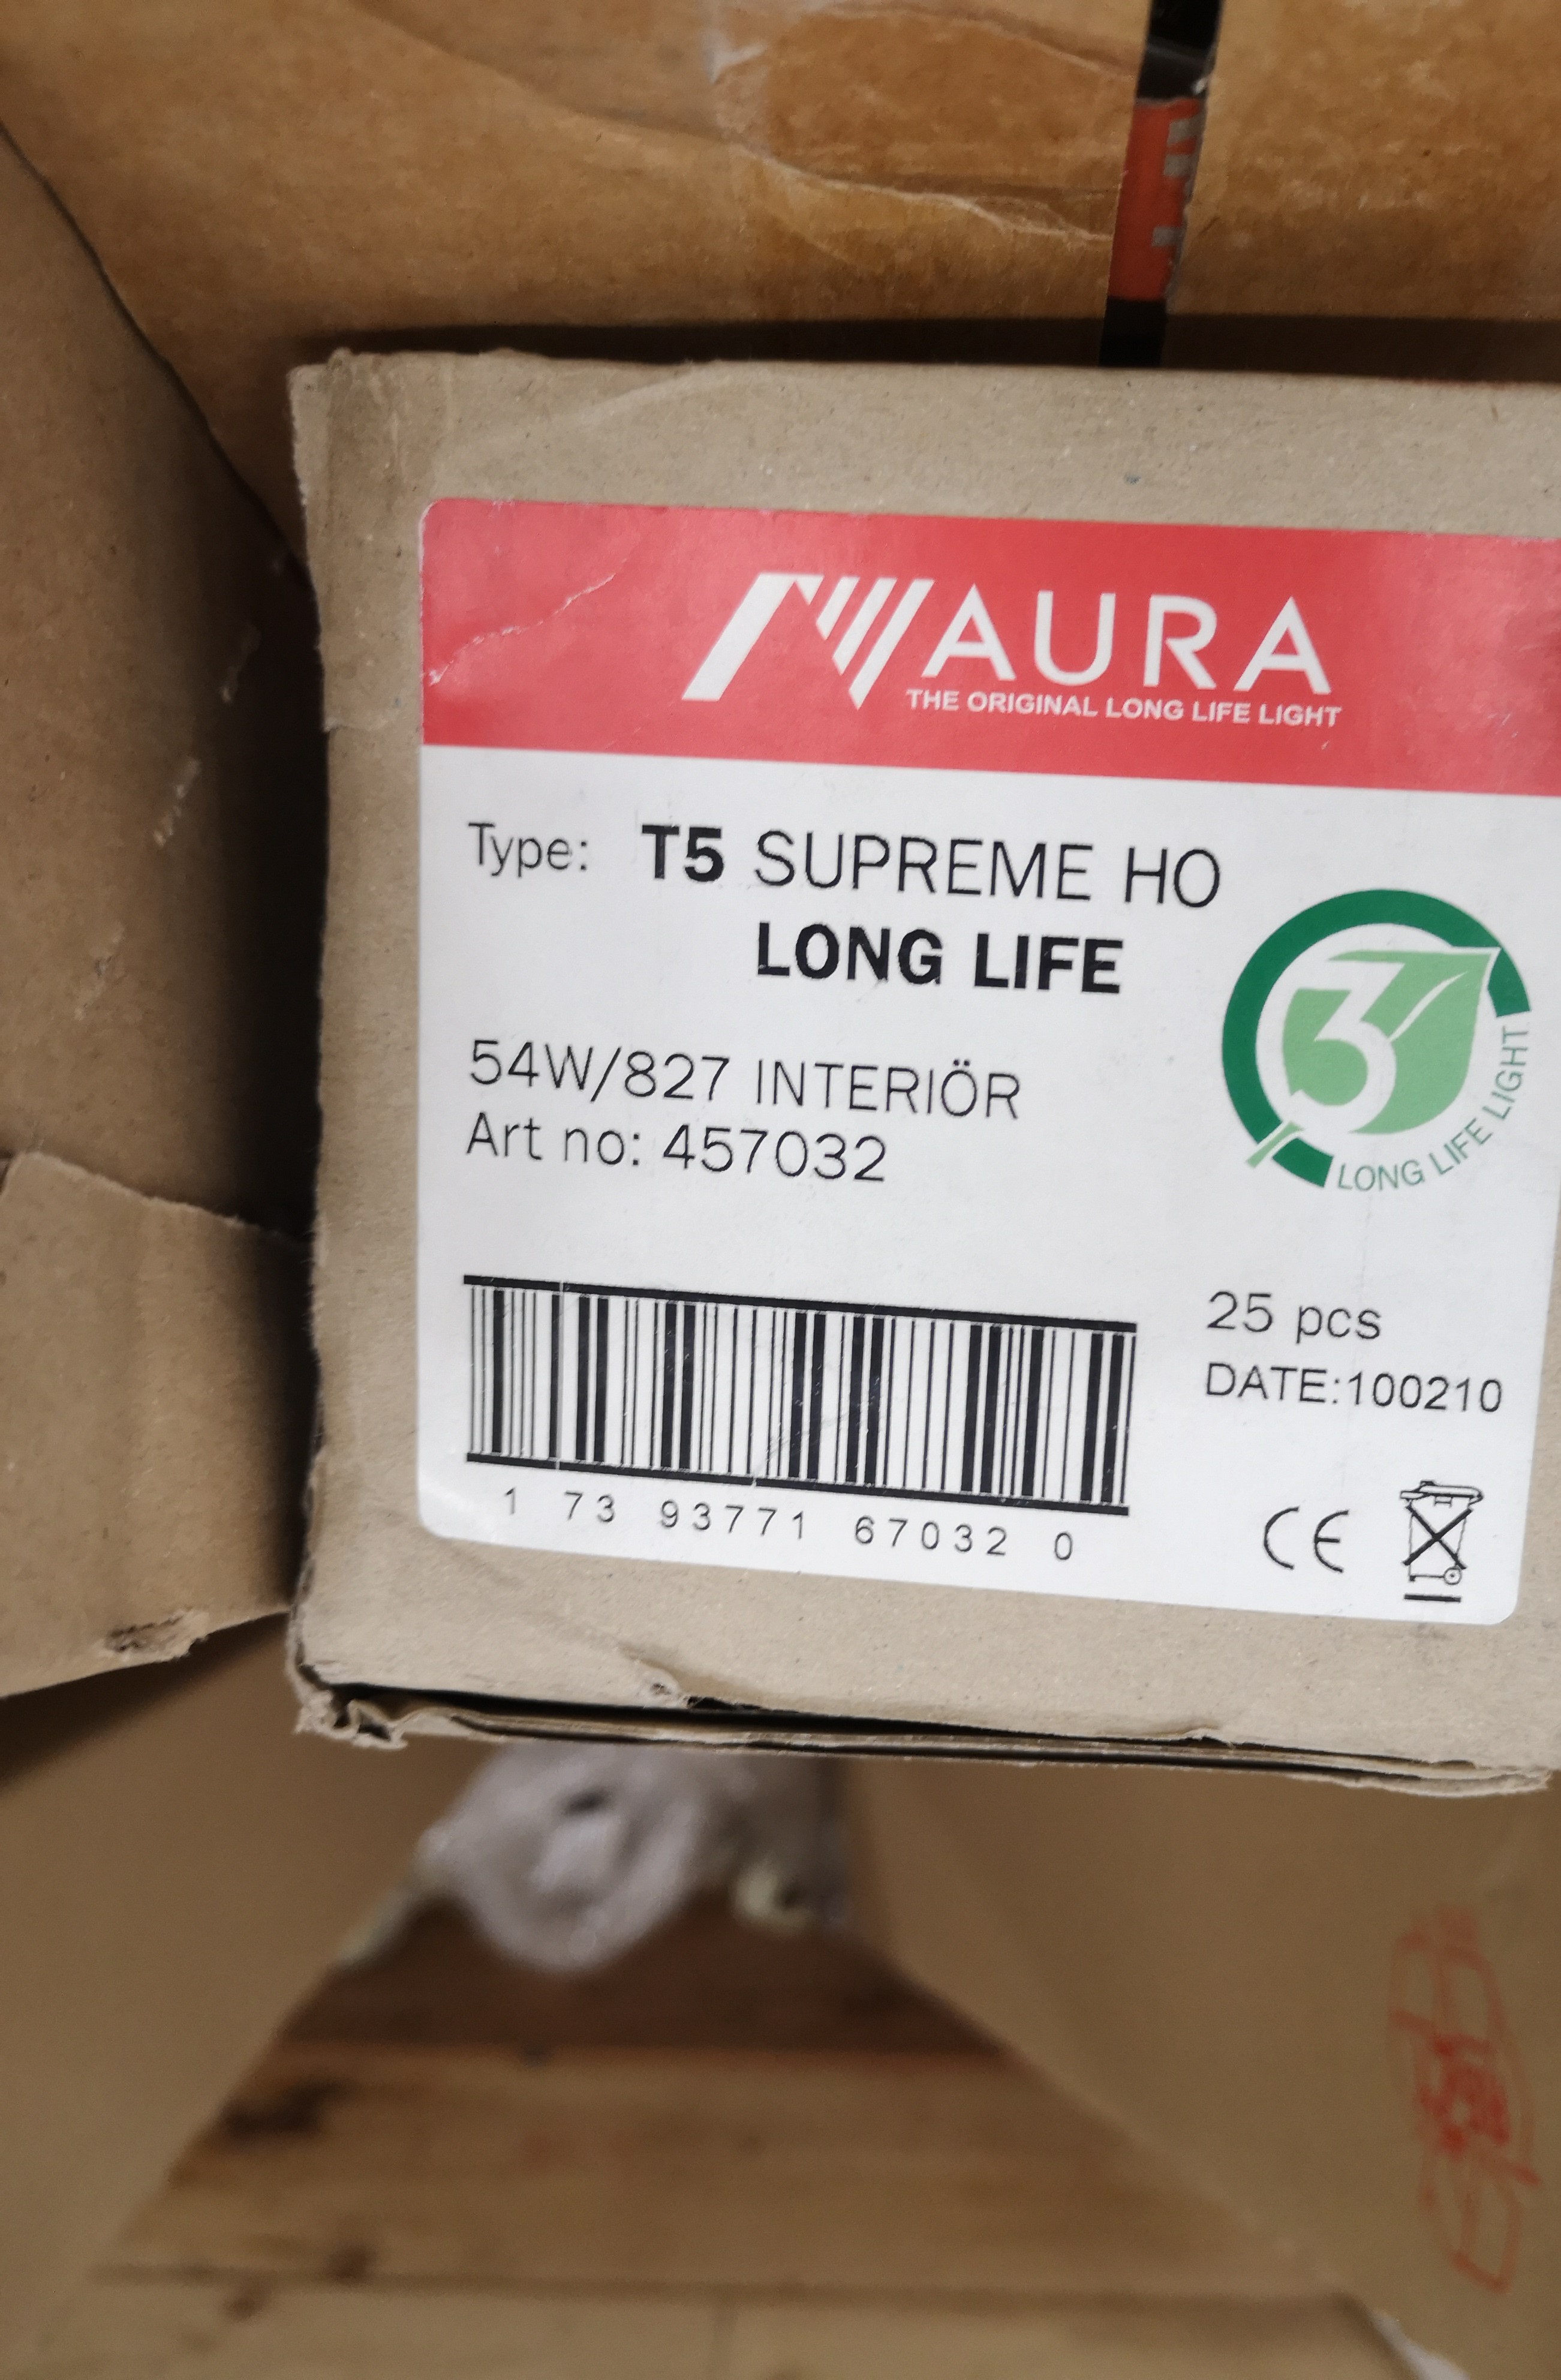 AURA
THE ORIGINAL LONG LIFE LIGHT
Type: T5 SUPREME HO
LONG LIFE
3
LONG LIFE LIGHT
54W/827 INTERIÖR
Art no: 457032
25 pcs
DATE:100210
1 73 93771 67032 0
CE